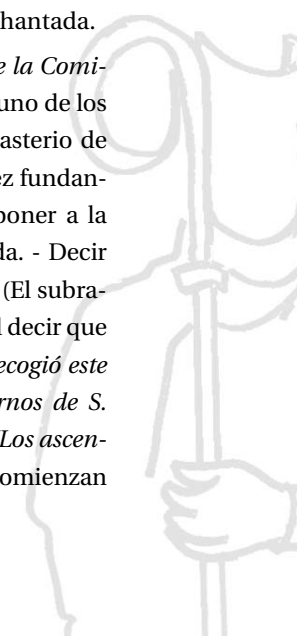 hantada.
e la Comi-
uno de los
asterio de
ez fundan-
poner a la
da. - Decir
(El subra-
l decir que
ecogió este
rnos de S.
Los ascen-
omienzan